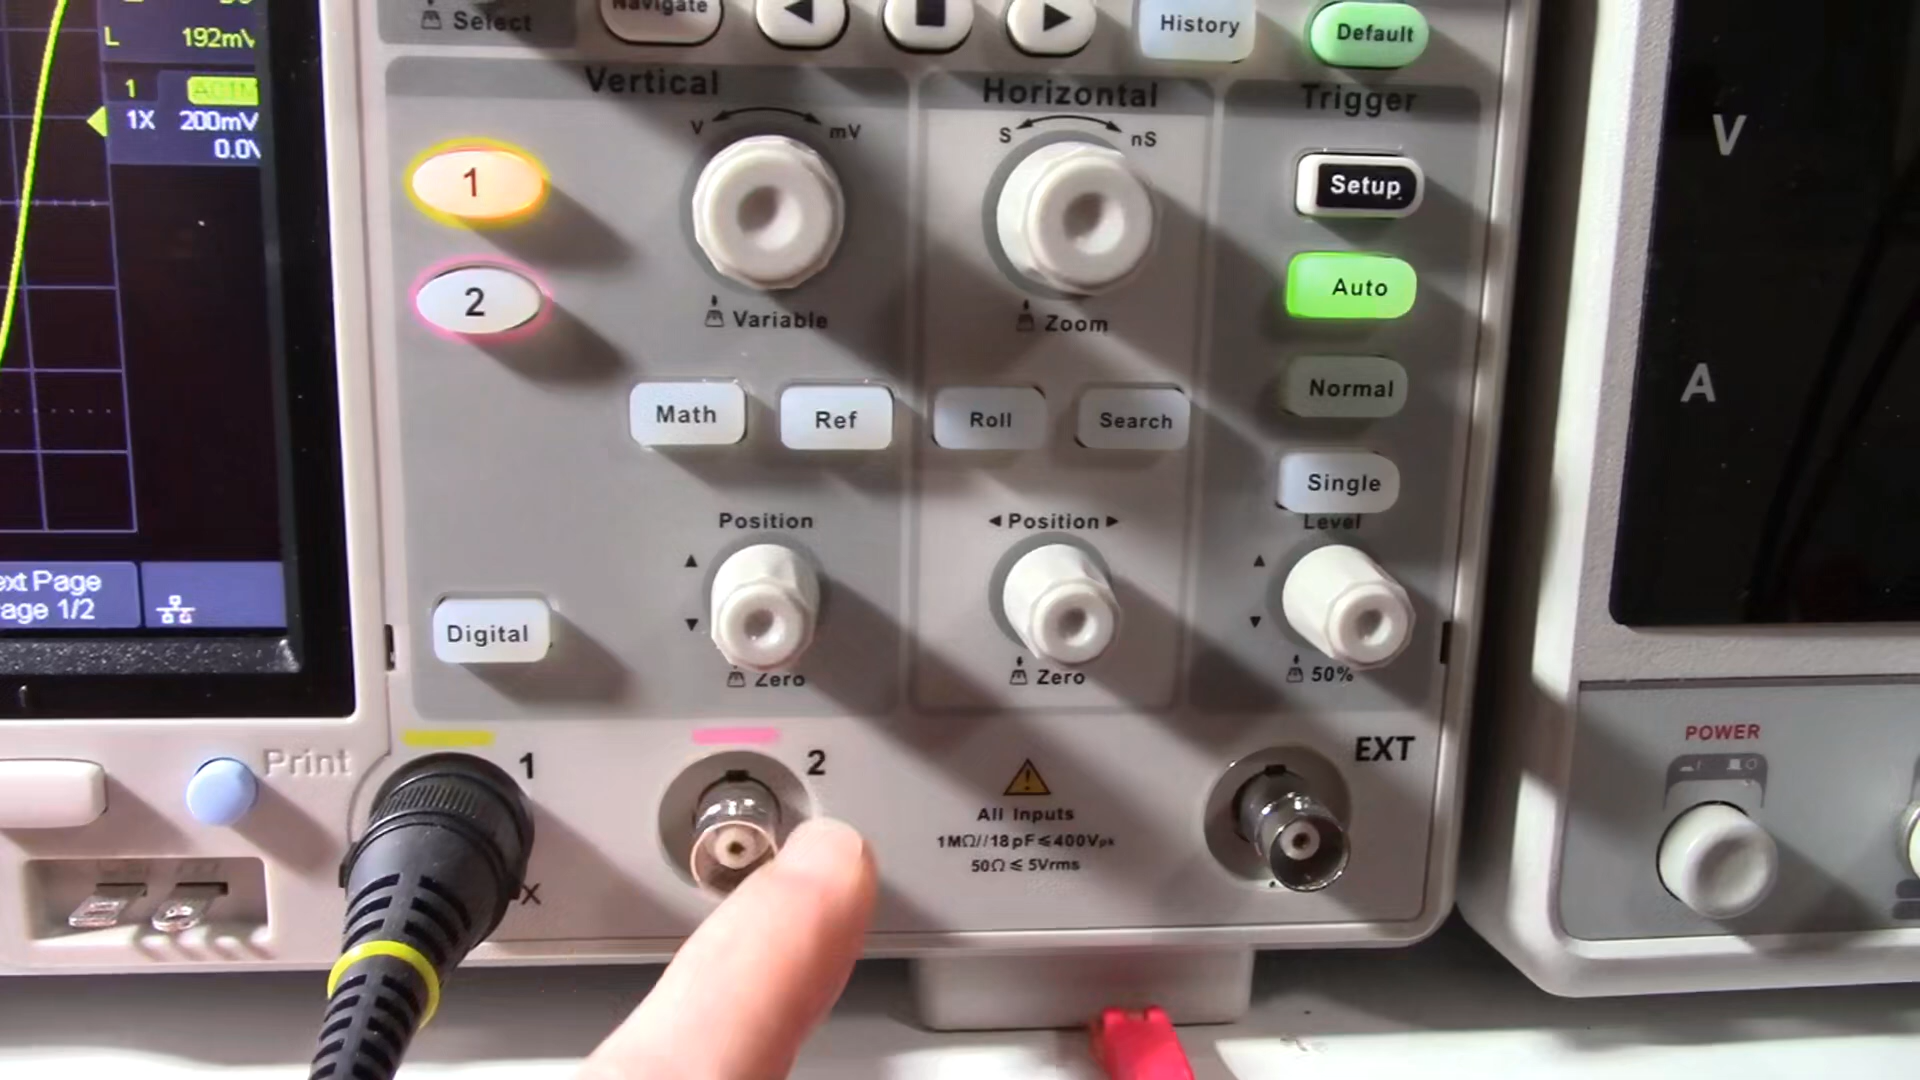 Select
Navigate
History
Default
L 192mV
1
1X 200mV
0.0V
Vertical
V mV
1
2
Variable
Math
Ref
Position
Digital
Zero
Horizontal
S nS
Zoom
Roll
Search
◄Position►
Zero
Trigger
Setup
Auto
Normal
Single
Level
50%
ext Page
age 1/2
Print
1
X
2
All Inputs
1MΩ//18pF≤400Vpk
50Ω≤5Vrms
EXT
V
A
POWER